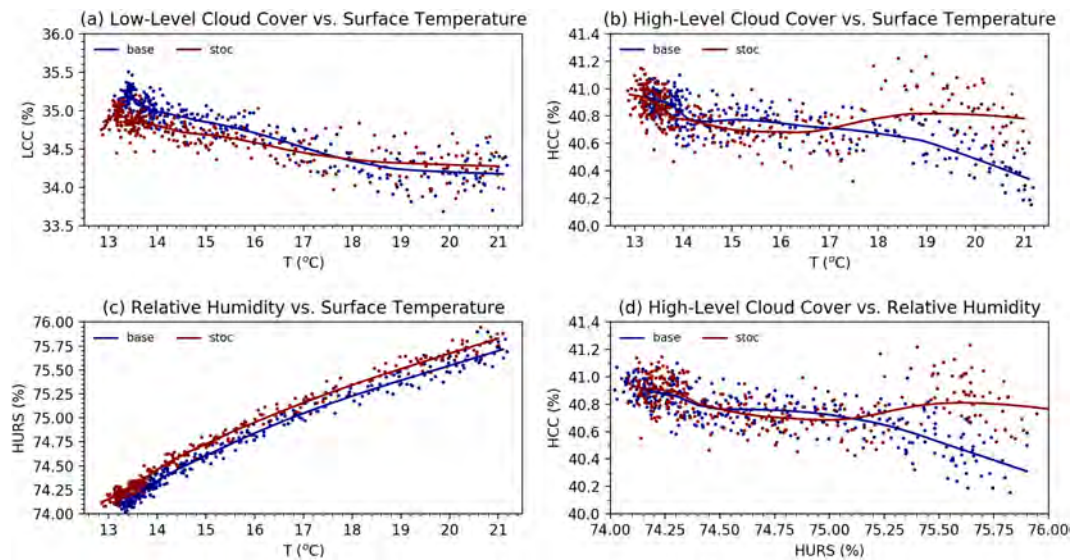 (a) Low-Level Cloud Cover vs. Surface Temperature
base stoc
36.0
35.5
35.0
34.5
34.0
33.5
LCC (%)
13 14 15 16 17 18 19 20 21
T (°C)
(b) High-Level Cloud Cover vs. Surface Temperature
base stoc
41.4
41.2
41.0
40.8
40.6
40.4
40.2
40.0
HCC (%)
13 14 15 16 17 18 19 20 21
T (°C)
(c) Relative Humidity vs. Surface Temperature
base stoc
76.00
75.75
75.50
75.25
75.00
74.75
74.50
74.25
74.00
HURS (%)
13 14 15 16 17 18 19 20 21
T (°C)
(d) High-Level Cloud Cover vs. Relative Humidity
base stoc
41.4
41.2
41.0
40.8
40.6
40.4
40.2
40.0
HCC (%)
74.00 74.25 74.50 74.75 75.00 75.25 75.50 75.75 76.00
HURS (%)